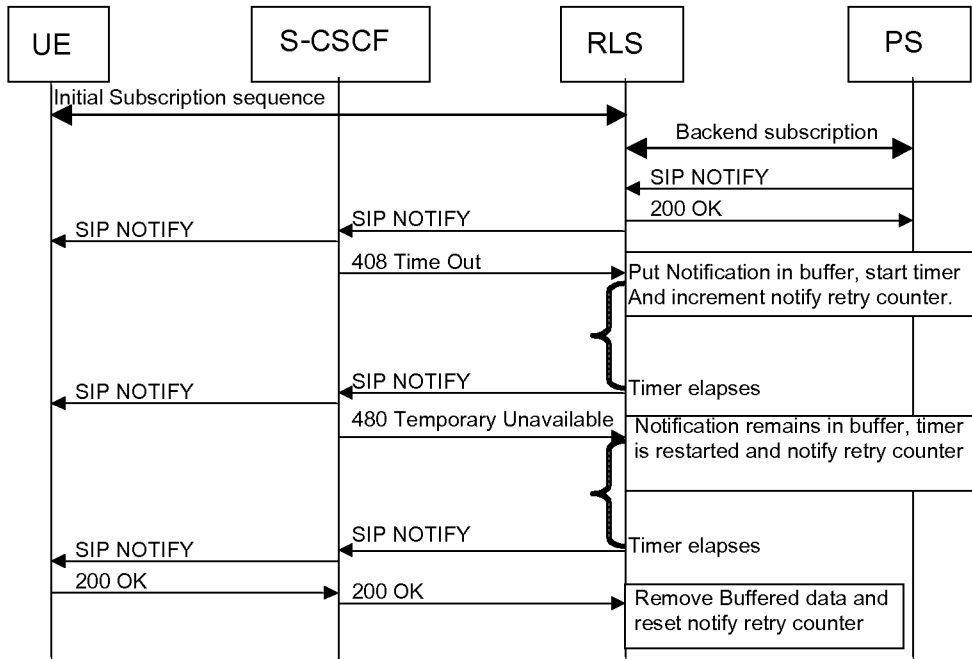 UE
S-CSCF
RLS
PS
Initial Subscription sequence
Backend subscription
SIP NOTIFY
200 OK
SIP NOTIFY
SIP NOTIFY
408 Time Out
Put Notification in buffer, start timer
And increment notify retry counter.
SIP NOTIFY
Timer elapses
SIP NOTIFY
480 Temporary Unavailable
Notification remains in buffer, timer
is restarted and notify retry counter
SIP NOTIFY
Timer elapses
SIP NOTIFY
200 OK
200 OK
Remove Buffered data and
reset notify retry counter